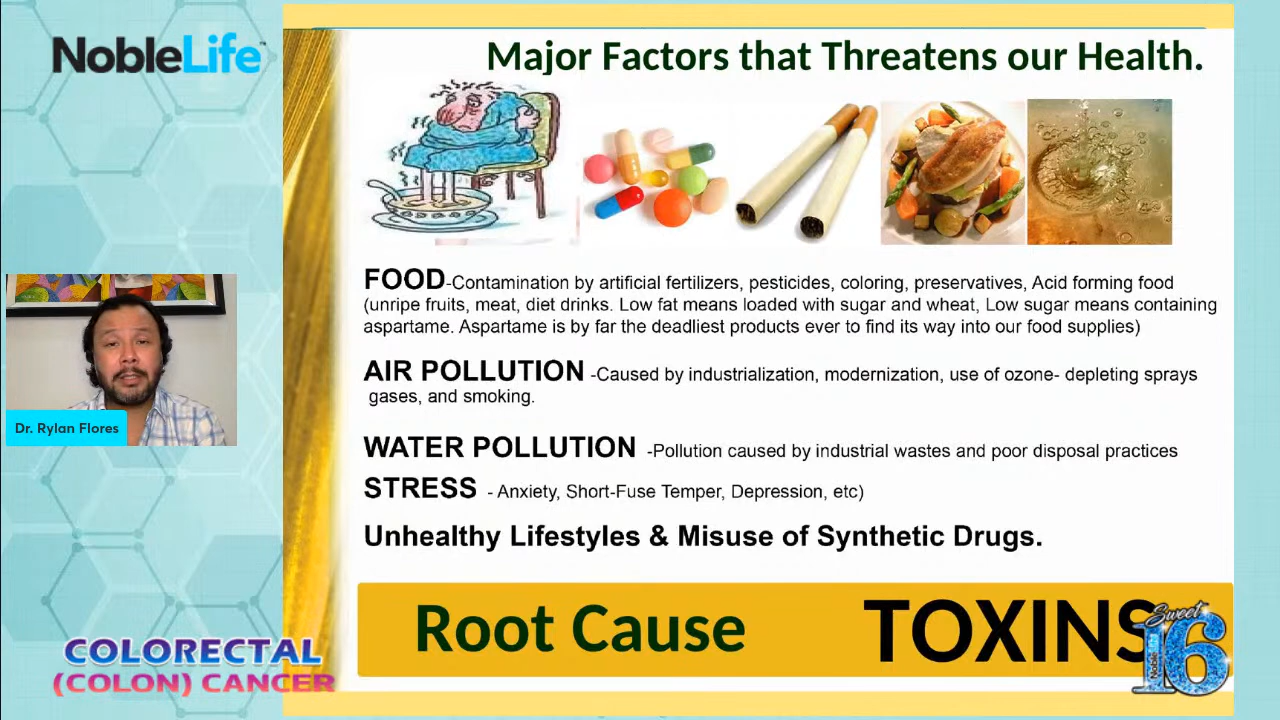 NobleLife
Major Factors that Threatens our Health.
FOOD-Contamination by artificial fertilizers, pesticides, coloring, preservatives, Acid forming food
(unripe fruits, meat, diet drinks. Low fat means loaded with sugar and wheat, Low sugar means containing
aspartame. Aspartame is by far the deadliest products ever to find its way into our food supplies)
AIR POLLUTION -Caused by industrialization, modernization, use of ozone- depleting sprays
gases, and smoking.
WATER POLLUTION -Pollution caused by industrial wastes and poor disposal practices
STRESS - Anxiety, Short-Fuse Temper, Depression, etc)
Unhealthy Lifestyles & Misuse of Synthetic Drugs.
Root Cause TOXINS
Dr. Rylan Flores
COLORECTAL
(COLON) CANCER
Sweet
16
NobleLife